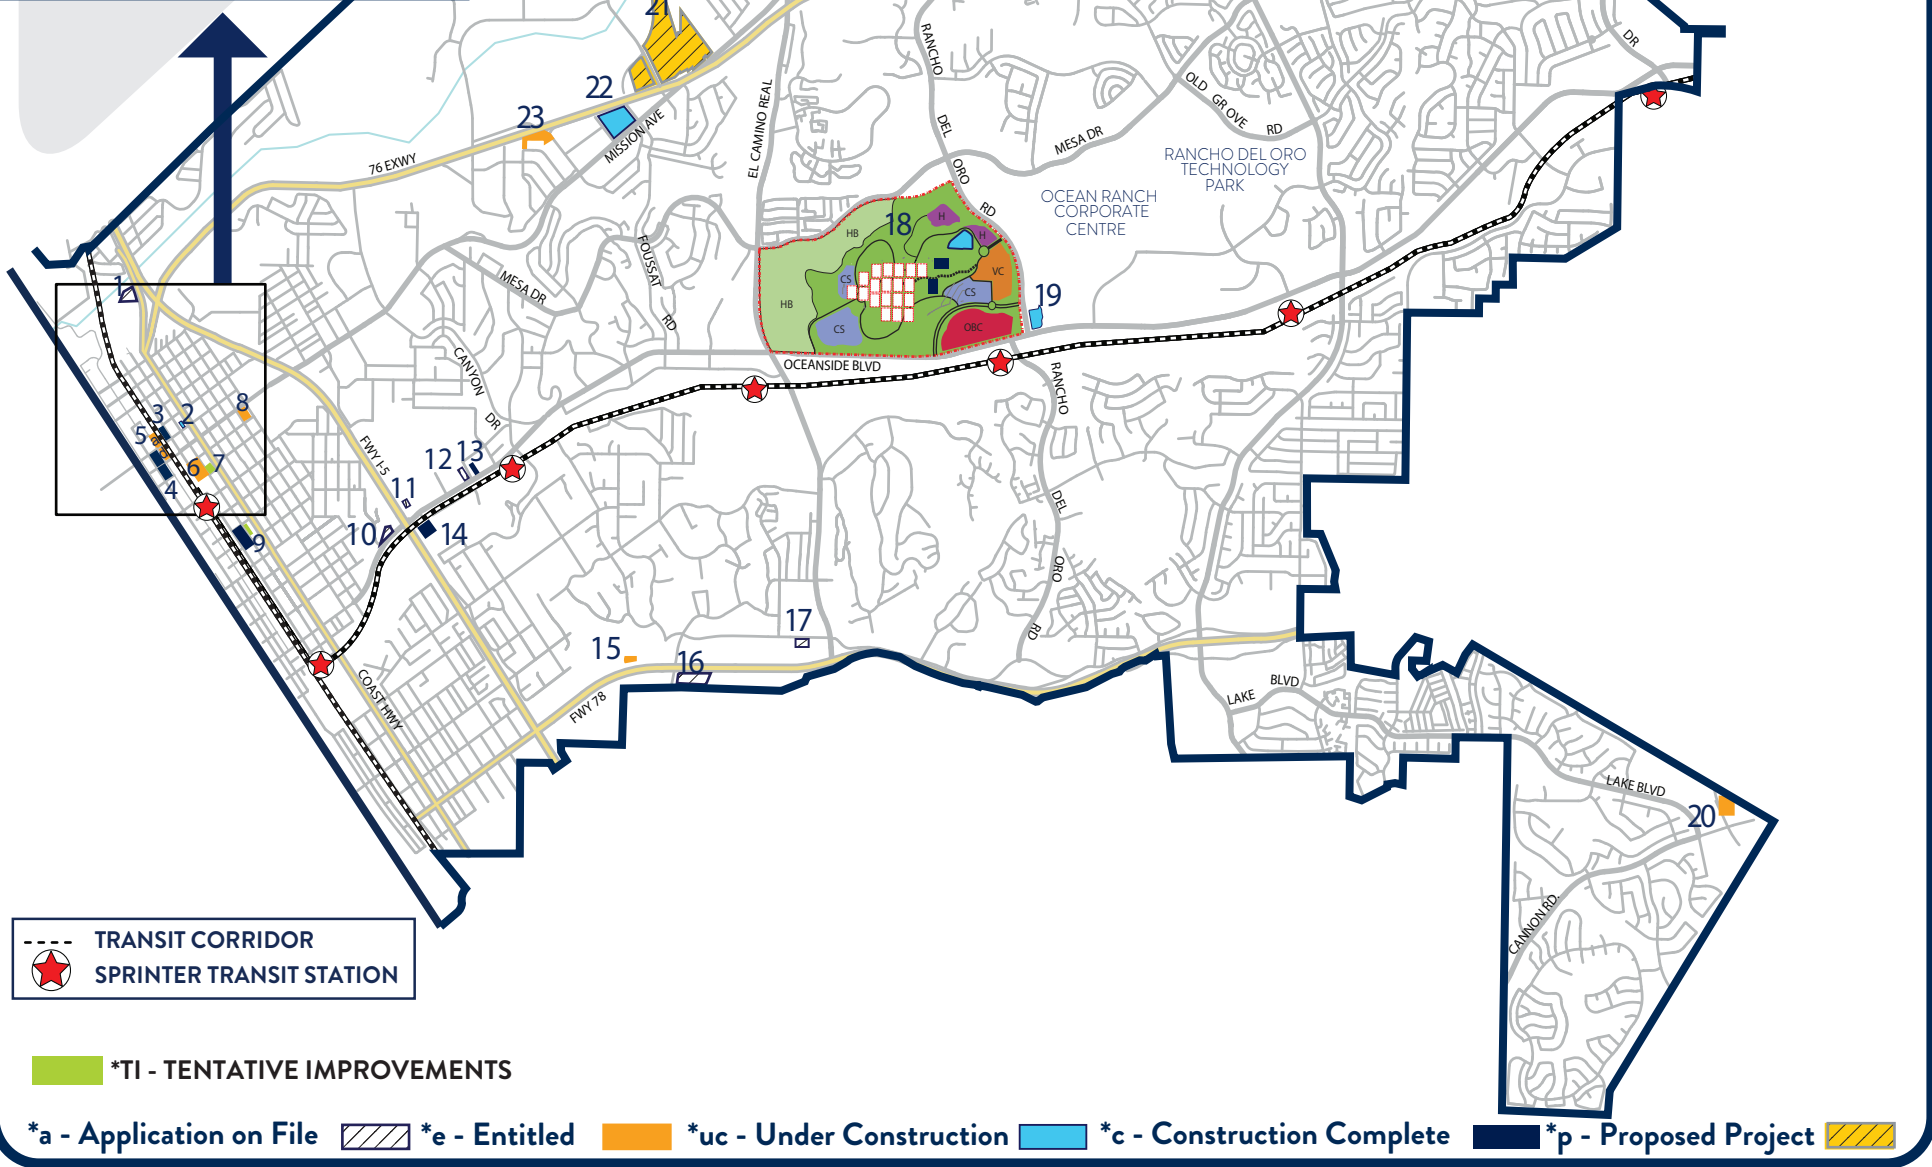 21
22
23
76 EXWY
MISSION AVE
EL CAMINO REAL
RANCHO
DEL
ORO
RD
MESA DR
OLD
GR OVE
RD
DR
RANCHO DEL ORO
TECHNOLOGY
PARK
OCEAN RANCH
CORPORATE
CENTRE
18
H
H
HB
HB
CS
CS
CS
VC
OBC
19
1
FOUSSAT
RD
MESA DR
OCEANSIDE BLVD
CANYON
DR
RANCHO
DEL
ORO
RD
3
2
8
5
6
7
4
9
FWY I-5
12
13
11
10
14
15
16
17
COAST HWY
FWY 78
LAKE
BLVD
LAKE BLVD
20
CANNON RD.
TRANSIT CORRIDOR
SPRINTER TRANSIT STATION
*TI - TENTATIVE IMPROVEMENTS
*a - Application on File
*e - Entitled
*uc - Under Construction
*c - Construction Complete
*p - Proposed Project